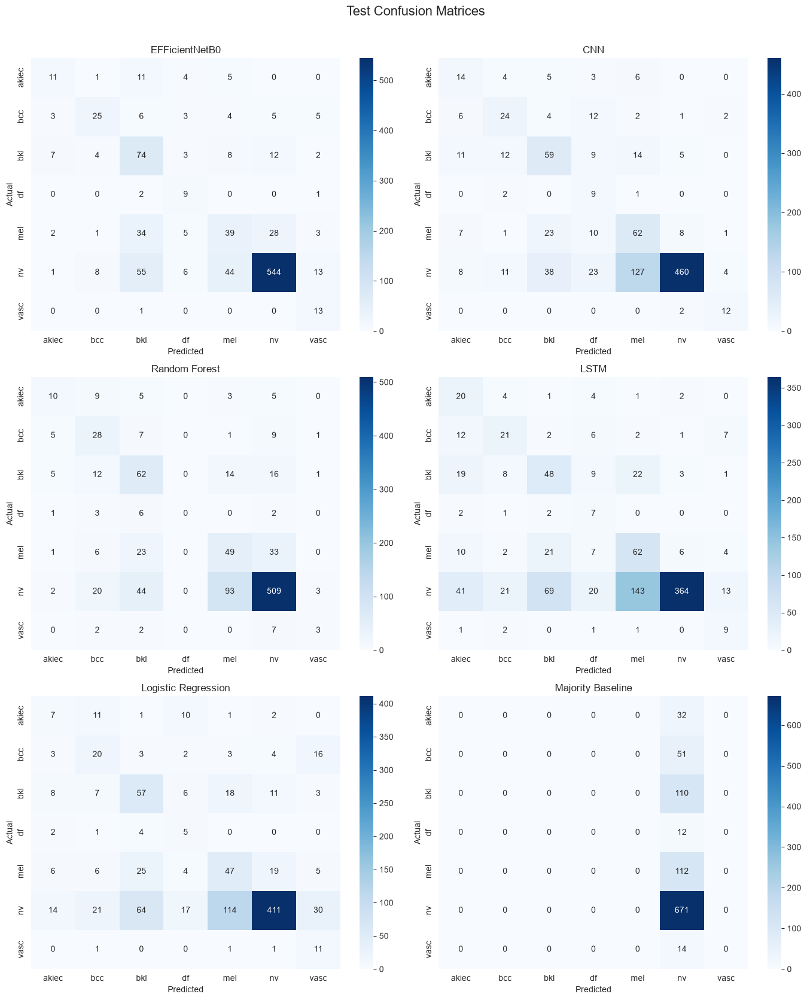 Test Confusion Matrices
EFFicientNetB0
akiec 11 1 11 4 5 0 0
bcc 3 25 6 3 4 5 5
bkl 7 4 74 3 8 12 2
df 0 0 2 9 0 0 1
mel 2 1 34 5 39 28 3
nv 1 8 55 6 44 544 13
vasc 0 0 1 0 0 0 13
akiec bcc bkl df mel nv vasc
Predicted
Actual
500
400
300
200
100
0
CNN
akiec 14 4 5 3 6 0 0
bcc 6 24 4 12 2 1 2
bkl 11 12 59 9 14 5 0
df 0 2 0 9 1 0 0
mel 7 1 23 10 62 8 1
nv 8 11 38 23 127 460 4
vasc 0 0 0 0 0 2 12
akiec bcc bkl df mel nv vasc
Predicted
Actual
400
300
200
100
0
Random Forest
akiec 10 9 5 0 3 5 0
bcc 5 28 7 0 1 9 1
bkl 5 12 62 0 14 16 1
df 1 3 6 0 0 2 0
mel 1 6 23 0 49 33 0
nv 2 20 44 0 93 509 3
vasc 0 2 2 0 0 7 3
akiec bcc bkl df mel nv vasc
Predicted
Actual
500
400
300
200
100
0
LSTM
akiec 20 4 1 4 1 2 0
bcc 12 21 2 6 2 1 7
bkl 19 8 48 9 22 3 1
df 2 1 2 7 0 0 0
mel 10 2 21 7 62 6 4
nv 41 21 69 20 143 364 13
vasc 1 2 0 1 1 0 9
akiec bcc bkl df mel nv vasc
Predicted
Actual
350
300
250
200
150
100
50
0
Logistic Regression
akiec 7 11 1 10 1 2 0
bcc 3 20 3 2 3 4 16
bkl 8 7 57 6 18 11 3
df 2 1 4 5 0 0 0
mel 6 6 25 4 47 19 5
nv 14 21 64 17 114 411 30
vasc 0 1 0 0 1 1 11
akiec bcc bkl df mel nv vasc
Predicted
Actual
400
350
300
250
200
150
100
50
0
Majority Baseline
akiec 0 0 0 0 0 32 0
bcc 0 0 0 0 0 51 0
bkl 0 0 0 0 0 110 0
df 0 0 0 0 0 12 0
mel 0 0 0 0 0 112 0
nv 0 0 0 0 0 671 0
vasc 0 0 0 0 0 14 0
akiec bcc bkl df mel nv vasc
Predicted
Actual
600
500
400
300
200
100
0